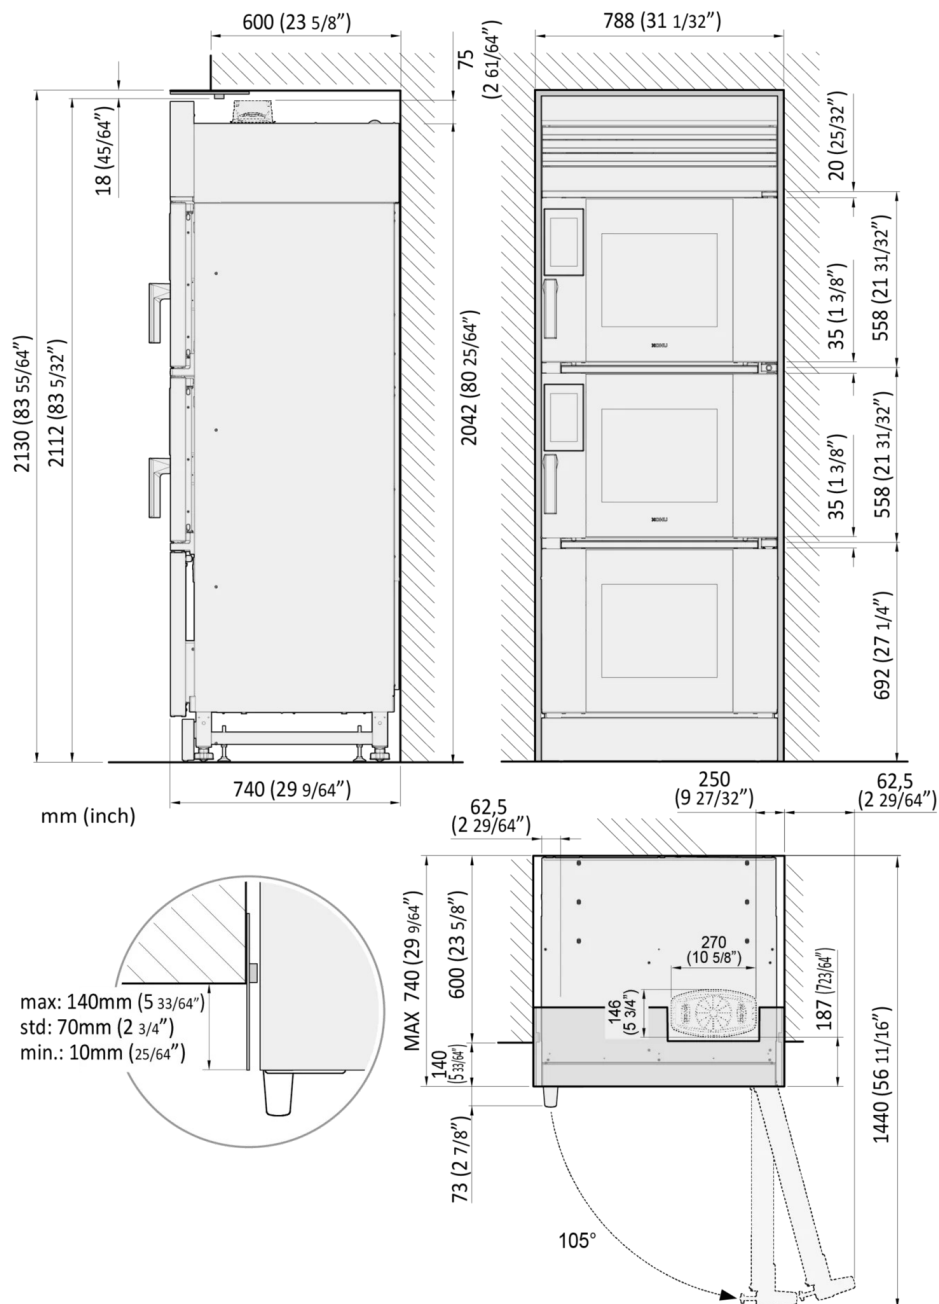 600 (23 5/8")
788 (31 1/32")
75
(2 61/64")
18 (45/64")
20 (25/32")
2130 (83 55/64")
2112 (83 5/32")
2042 (80 25/64")
35 (1 3/8")
558 (21 31/32")
35 (1 3/8")
558 (21 31/32")
692 (27 1/4")
740 (29 9/64")
mm (inch)
62,5
(2 29/64")
250
(9 27/32")
62,5
(2 29/64")
MAX 740 (29 9/64")
600 (23 5/8")
270
(10 5/8")
146
(5 3/4")
187 (7 23/64")
140
(5 33/64")
73 (2 7/8")
1440 (56 11/16")
max: 140mm (5 33/64")
std: 70mm (2 3/4")
min.: 10mm (25/64")
105°